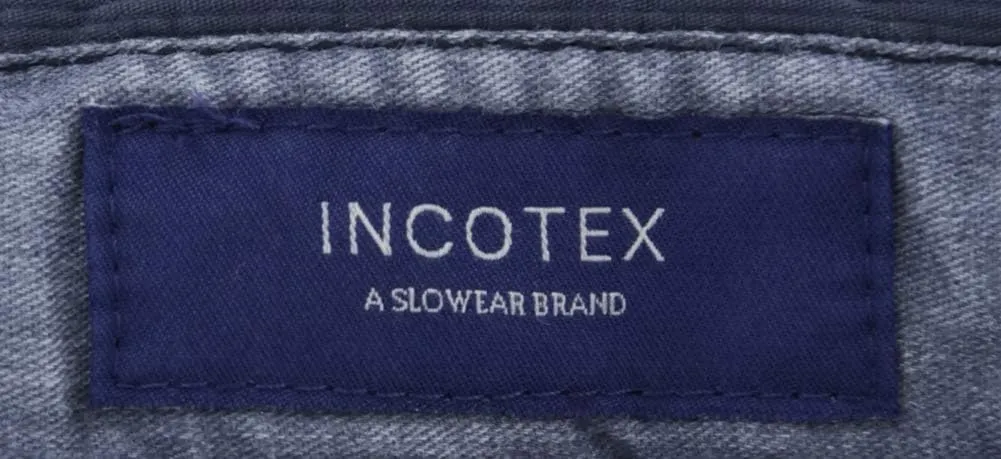 INCOTEX
A SLOWEAR BRAND